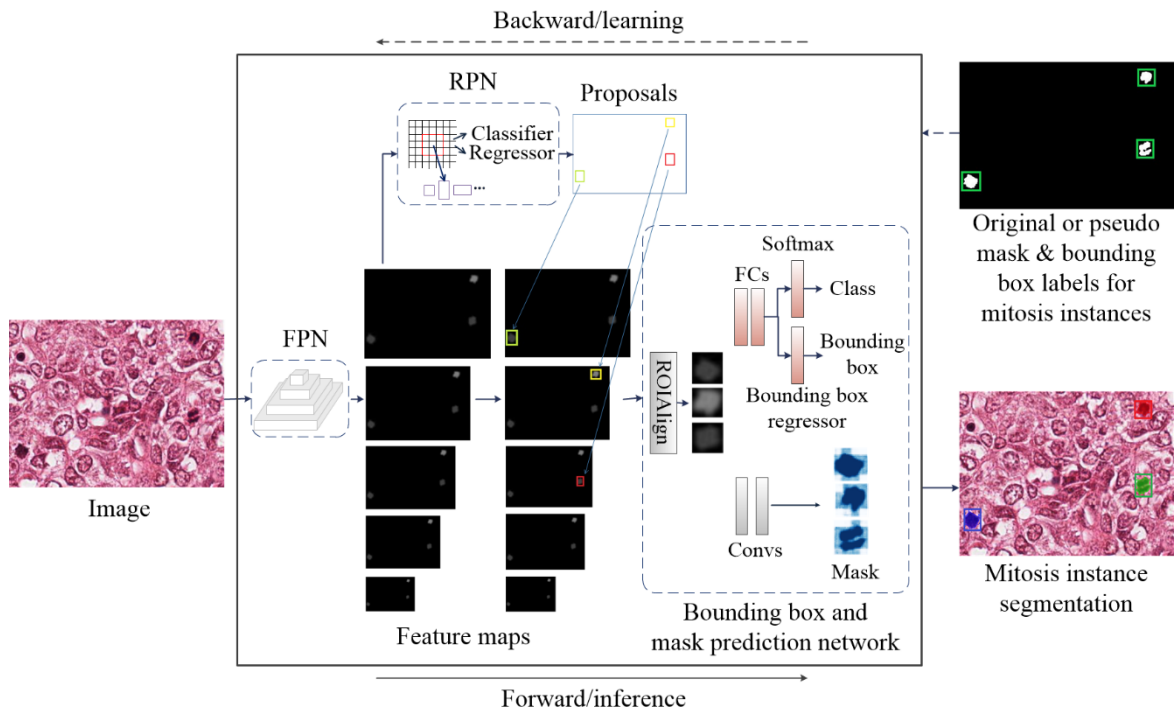 Backward/learning
RPN
Classifier
Regressor
...
Proposals
Original or pseudo
mask & bounding
box labels for
mitosis instances
Image
FPN
Feature maps
ROIAlign
Softmax
FCs
Class
Bounding
box
Bounding box
regressor
Convs
Mask
Bounding box and
mask prediction network
Mitosis instance
segmentation
Forward/inference